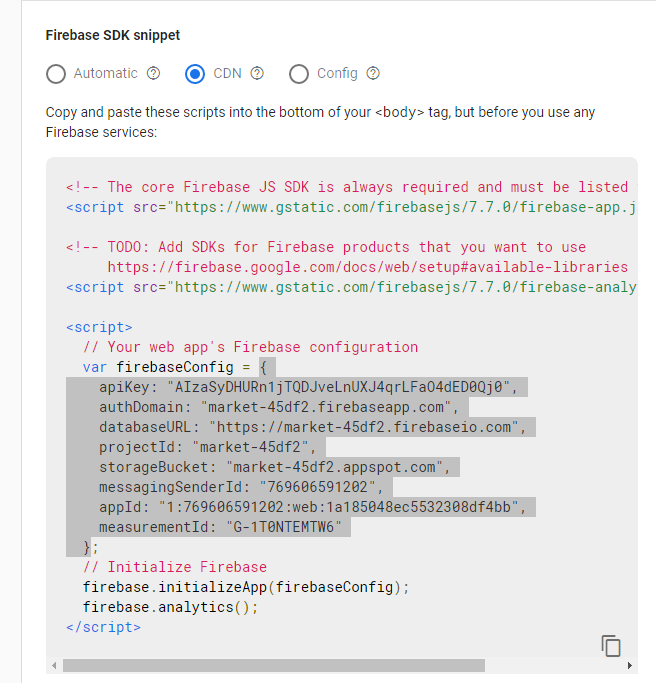 Firebase SDK snippet
Automatic ? CDN ? Config ?
Copy and paste these scripts into the bottom of your <body> tag, but before you use any
Firebase services:
<!-- The core Firebase JS SDK is always required and must be listed
<script src="https://www.gstatic.com/firebasejs/7.7.0/firebase-app.j
<!-- TODO: Add SDKs for Firebase products that you want to use
https://firebase.google.com/docs/web/setup#available-libraries
<script src="https://www.gstatic.com/firebasejs/7.7.0/firebase-analy
<script>
// Your web app's Firebase configuration
var firebaseConfig = {
apiKey: "AIzaSyDHURn1jTQDJveLnUXJ4qrLFaO4dED0Qj0",
authDomain: "market-45df2.firebaseapp.com",
databaseURL: "https://market-45df2.firebaseio.com",
projectId: "market-45df2",
storageBucket: "market-45df2.appspot.com",
messagingSenderId: "769606591202",
appId: "1:769606591202:web:1a185048ec5532308df4bb",
measurementId: "G-1T0NTEMTW6"
};
// Initialize Firebase
firebase.initializeApp(firebaseConfig);
firebase.analytics();
</script>